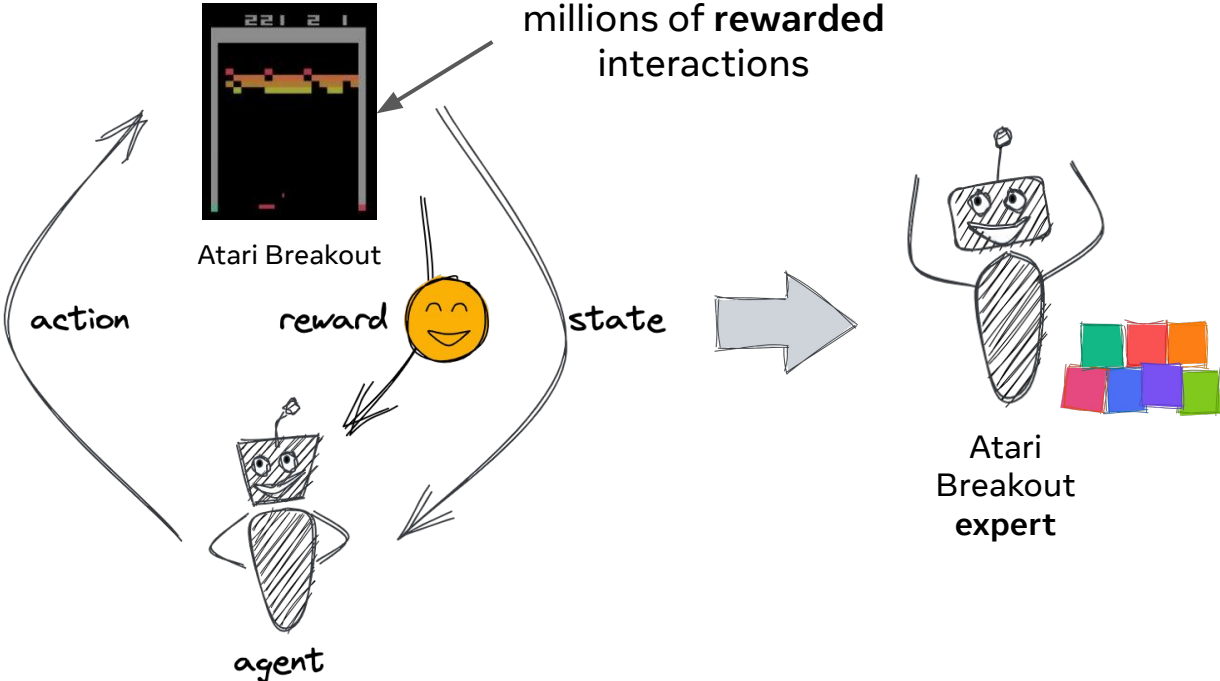 221 2 1
millions of rewarded
interactions
Atari Breakout
action
reward
state
agent
Atari
Breakout
expert